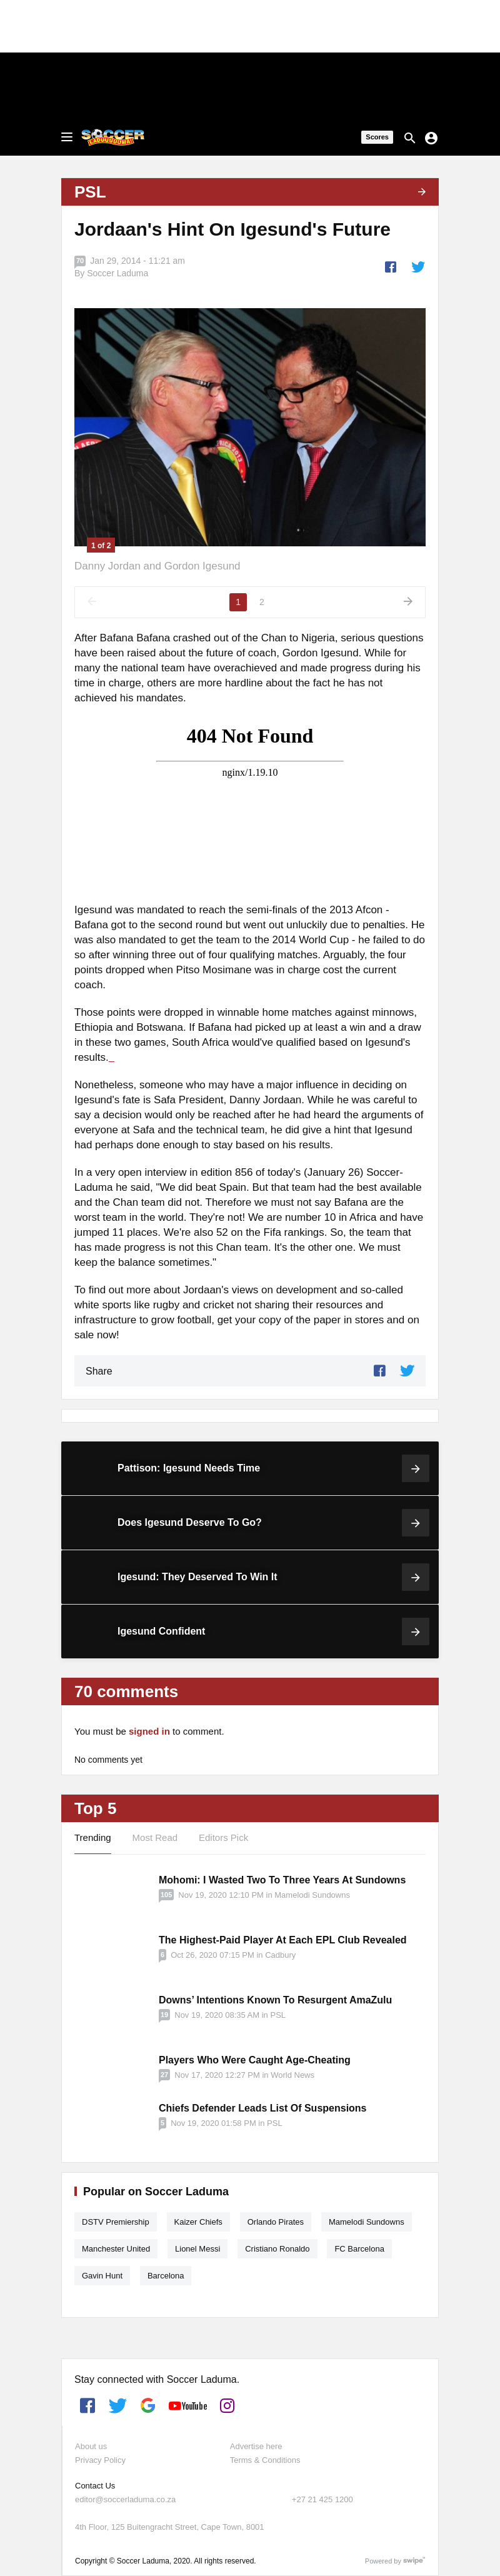 SOCCER
LADUUUUUMA!
Scores
PSL
Jordaan's Hint On Igesund's Future
70 Jan 29, 2014 - 11:21 am
By Soccer Laduma
1 of 2
Danny Jordan and Gordon Igesund
1 2
After Bafana Bafana crashed out of the Chan to Nigeria, serious questions
have been raised about the future of coach, Gordon Igesund. While for
many the national team have overachieved and made progress during his
time in charge, others are more hardline about the fact he has not
achieved his mandates.
404 Not Found
nginx/1.19.10
Igesund was mandated to reach the semi-finals of the 2013 Afcon -
Bafana got to the second round but went out unluckily due to penalties. He
was also mandated to get the team to the 2014 World Cup - he failed to do
so after winning three out of four qualifying matches. Arguably, the four
points dropped when Pitso Mosimane was in charge cost the current
coach.
Those points were dropped in winnable home matches against minnows,
Ethiopia and Botswana. If Bafana had picked up at least a win and a draw
in these two games, South Africa would've qualified based on Igesund's
results._
Nonetheless, someone who may have a major influence in deciding on
Igesund's fate is Safa President, Danny Jordaan. While he was careful to
say a decision would only be reached after he had heard the arguments of
everyone at Safa and the technical team, he did give a hint that Igesund
had perhaps done enough to stay based on his results.
In a very open interview in edition 856 of today's (January 26) Soccer-
Laduma he said, "We did beat Spain. But that team had the best available
and the Chan team did not. Therefore we must not say Bafana are the
worst team in the world. They're not! We are number 10 in Africa and have
jumped 11 places. We're also 52 on the Fifa rankings. So, the team that
has made progress is not this Chan team. It's the other one. We must
keep the balance sometimes."
To find out more about Jordaan's views on development and so-called
white sports like rugby and cricket not sharing their resources and
infrastructure to grow football, get your copy of the paper in stores and on
sale now!
Share
Pattison: Igesund Needs Time
Does Igesund Deserve To Go?
Igesund: They Deserved To Win It
Igesund Confident
70 comments
You must be signed in to comment.
No comments yet
Top 5
Trending Most Read Editors Pick
Mohomi: I Wasted Two To Three Years At Sundowns
105 Nov 19, 2020 12:10 PM in Mamelodi Sundowns
The Highest-Paid Player At Each EPL Club Revealed
6 Oct 26, 2020 07:15 PM in Cadbury
Downs’ Intentions Known To Resurgent AmaZulu
19 Nov 19, 2020 08:35 AM in PSL
Players Who Were Caught Age-Cheating
27 Nov 17, 2020 12:27 PM in World News
Chiefs Defender Leads List Of Suspensions
5 Nov 19, 2020 01:58 PM in PSL
Popular on Soccer Laduma
DSTV Premiership Kaizer Chiefs Orlando Pirates Mamelodi Sundowns
Manchester United Lionel Messi Cristiano Ronaldo FC Barcelona
Gavin Hunt Barcelona
Stay connected with Soccer Laduma.
YouTube
About us Advertise here
Privacy Policy Terms & Conditions
Contact Us
editor@soccerladuma.co.za +27 21 425 1200
4th Floor, 125 Buitengracht Street, Cape Town, 8001
Copyright © Soccer Laduma, 2020. All rights reserved. Powered by swipe